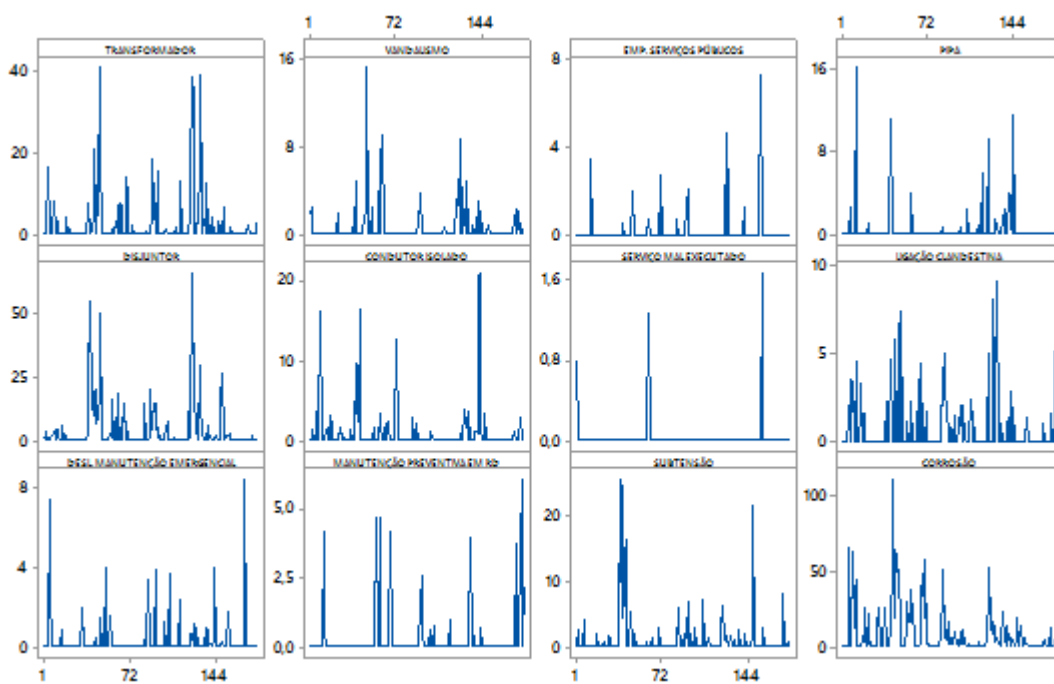 1 72 144 1 72 144
TRANSFORMADOR VANDALISMO EMP. SERVIÇOS PÚBLICOS PIPA
40 16 8 16
20 8 4 8
0 0 0 0
DISJUNTOR CONDUTOR ISOLADO SERVIÇO MAL EXECUTADO LIGAÇÃO CLANDESTINA
50 20 1,6 10
25 10 0,8 5
0 0 0,0 0
DESL MANUTENÇÃO EMERGENCIAL MANUTENÇÃO PREVENTIVA EM RD SUBTENSÃO CORROSÃO
8 5,0 20 100
4 2,5 10 50
0 0,0 0 0
1 72 144 1 72 144